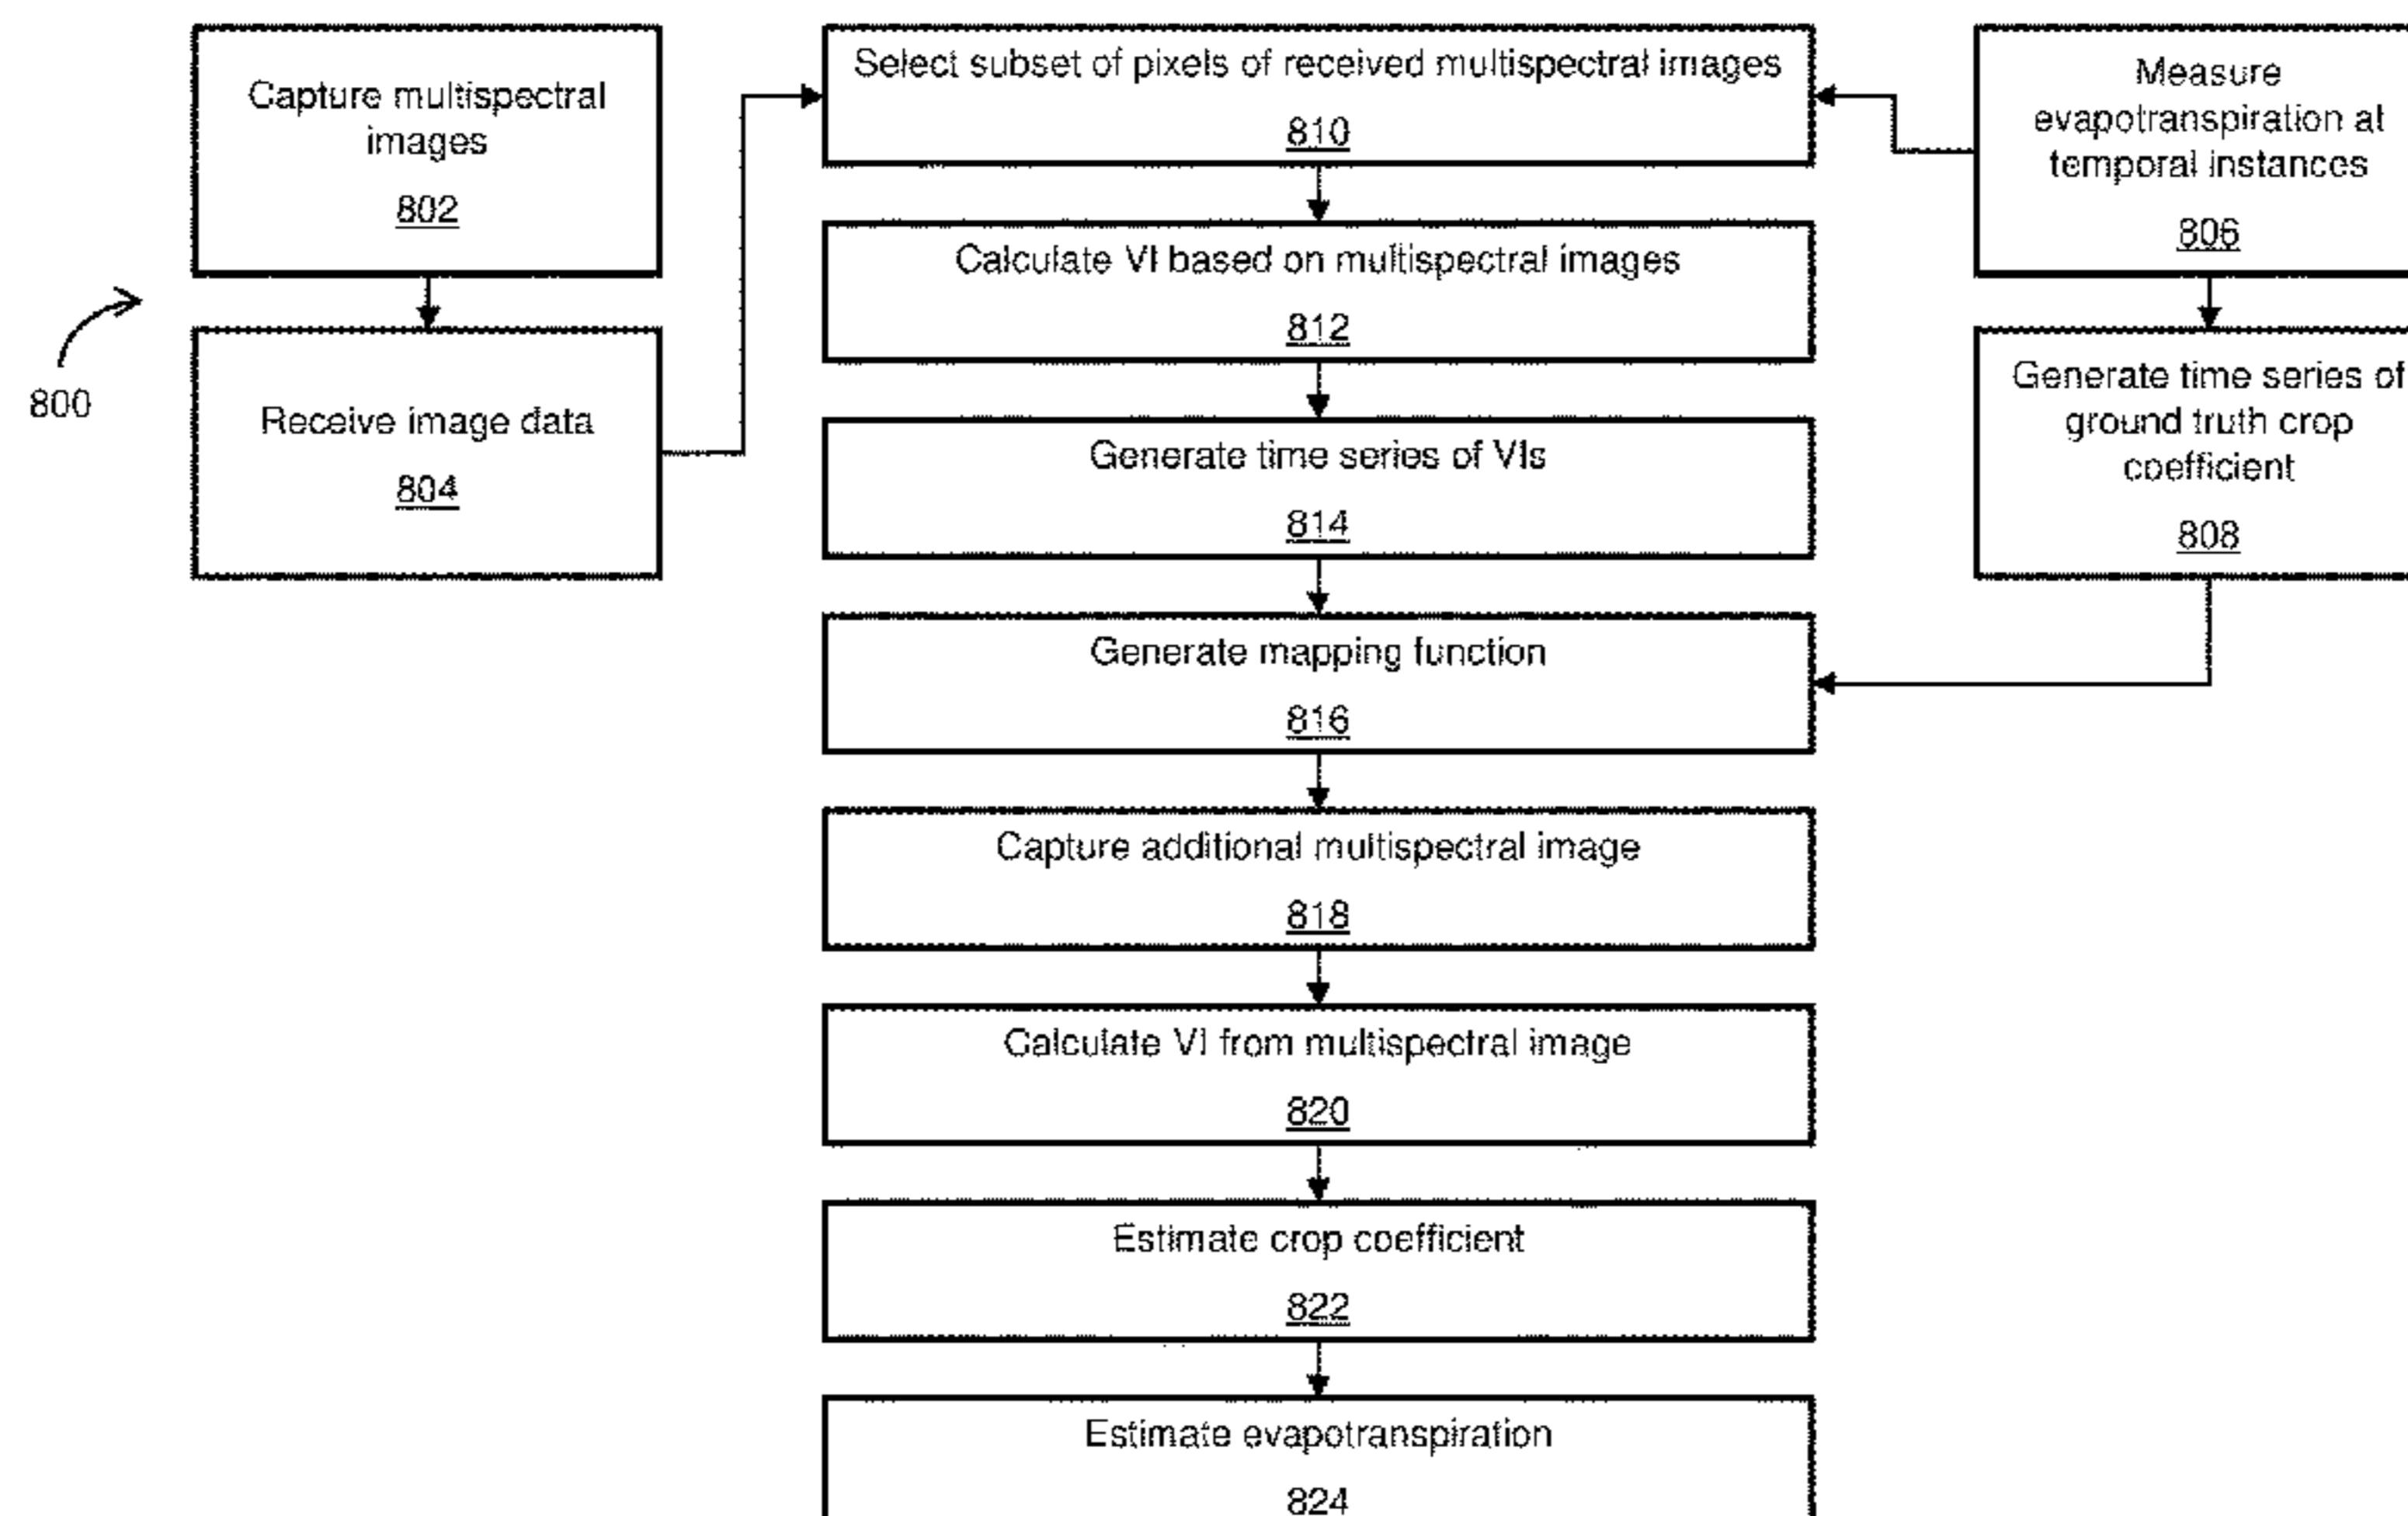 Capture multispectral
images
802
800
Receive image data
804
Select subset of pixels of received multispectral images
810
Calculate VI based on multispectral images
812
Generate time series of VIs
814
Generate mapping function
816
Capture additional multispectral image
818
Calculate VI from multispectral image
820
Estimate crop coefficient
822
Estimate evapotranspiration
824
Measure
evapotranspiration at
temporal instances
806
Generate time series of
ground truth crop
coefficient
808